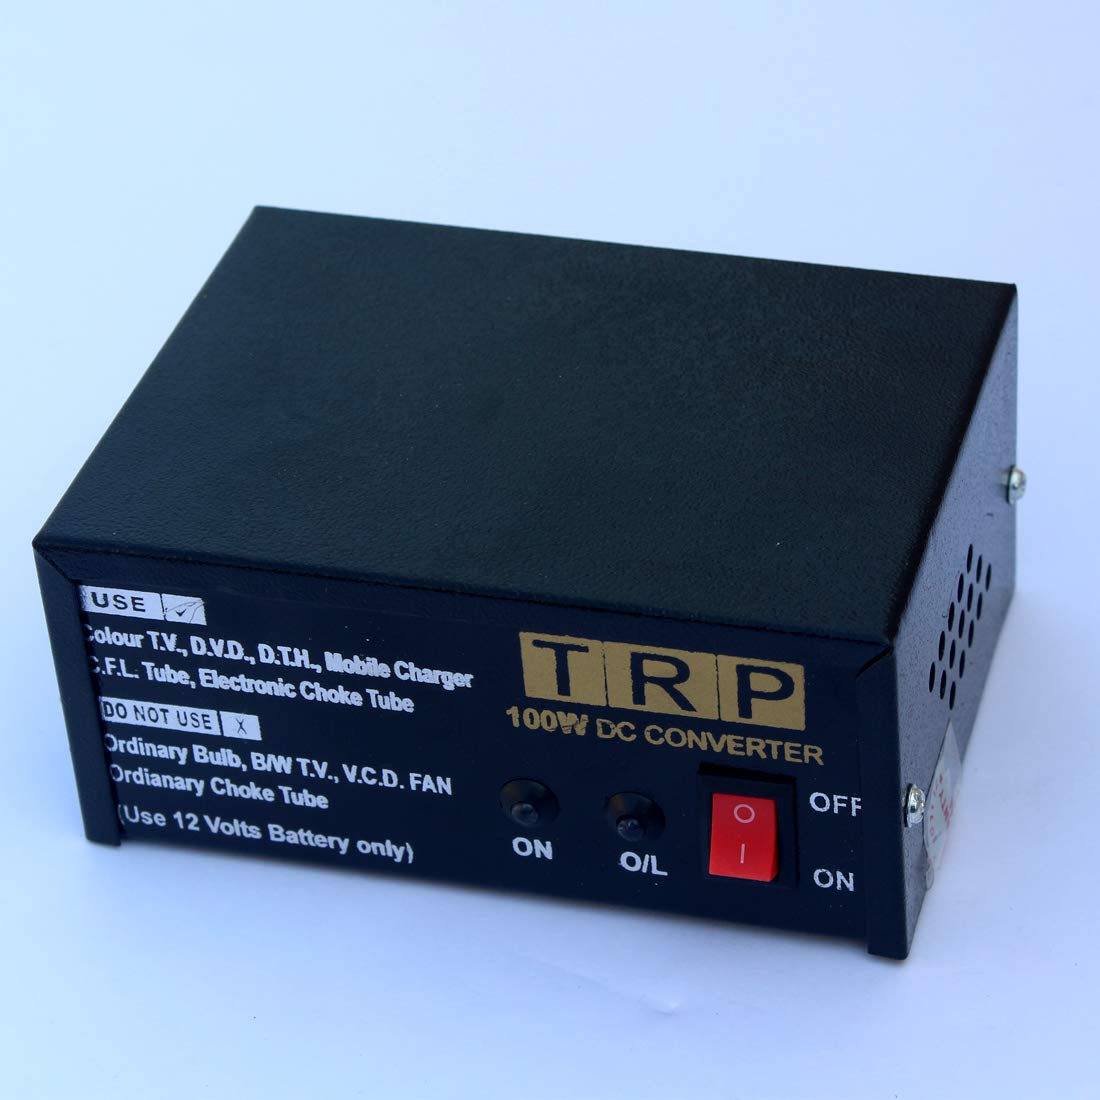 USE
Colour T.V., D.V.D., D.T.H., Mobile Charger
C.F.L. Tube, Electronic Choke Tube
DO NOT USE X
Ordinary Bulb, B/W T.V., V.C.D. FAN
Ordianary Choke Tube
(Use 12 Volts Battery only)
TRP
100W DC CONVERTER
ON
O/L
O
I
OFF
ON